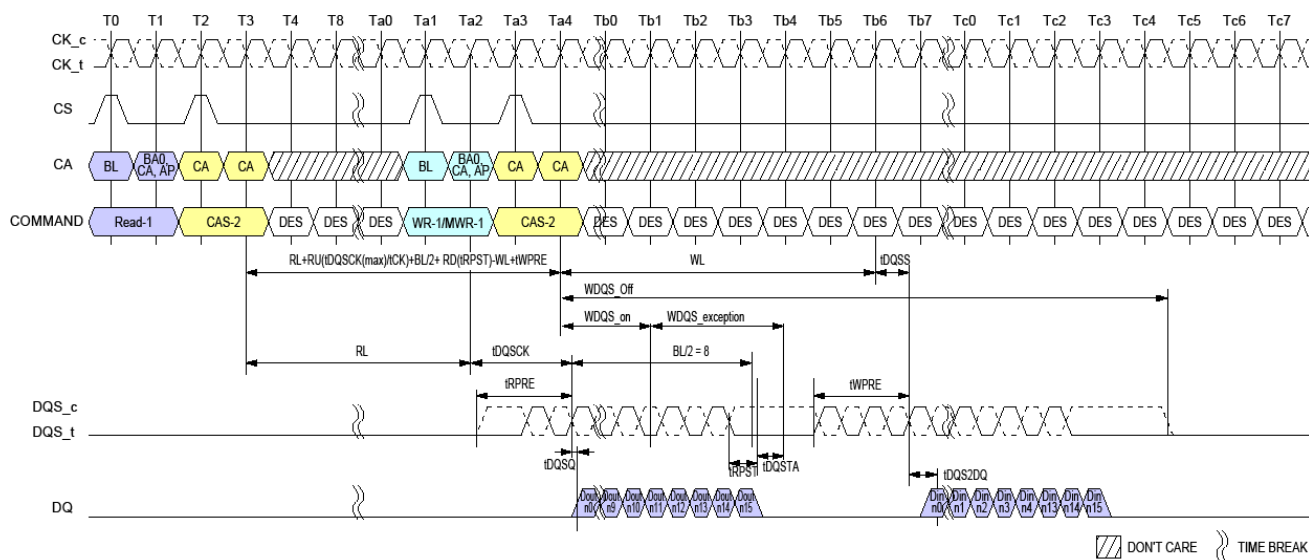 T0 T1 T2 T3 T4 T8 Ta0 Ta1 Ta2 Ta3 Ta4 Tb0 Tb1 Tb2 Tb3 Tb4 Tb5 Tb6 Tb7 Tc0 Tc1 Tc2 Tc3 Tc4 Tc5 Tc6 Tc7
CK_c
CK_t
CS
CA BL BA0, CA, AP CA CA BL BA0, CA, AP CA CA
COMMAND Read-1 CAS-2 DES DES DES WR-1/MWR-1 CAS-2 DES DES DES DES DES DES DES DES DES DES DES DES DES DES DES DES
RL+RU(tDQSCK(max)/tCK)+BL/2+ RD(tRPST)-WL+tWPRE WL tDQSS
WDQS_Off
WDQS_on WDQS_exception
RL tDQSCK BL/2 = 8
tRPRE tWPRE
DQS_c
DQS_t
tDQSQ tRPST tDQSTA tDQS2DQ
DQ Dout n0 Dout n9 Dout n10 Dout n11 Dout n12 Dout n13 Dout n14 Dout n15 Din n0 Din n1 Din n2 Din n3 Din n4 Din n13 Din n14 Din n15
DON'T CARE TIME BREAK